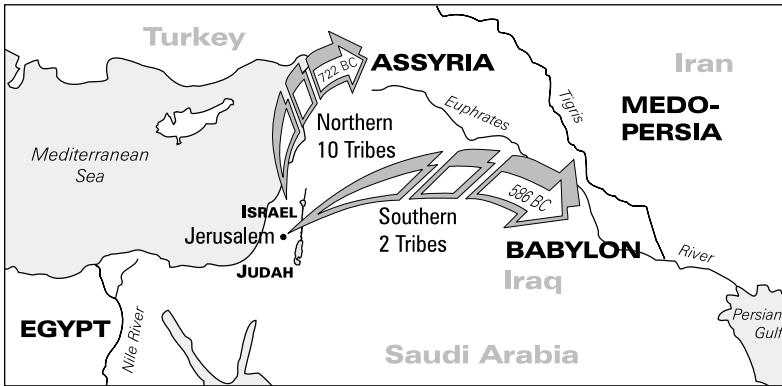 Turkey
722 BC
ASSYRIA
Iran
Euphrates
Tigris
MEDO-
PERSIA
Northern
10 Tribes
Mediterranean
Sea
586 BC
ISRAEL
Southern
2 Tribes
Jerusalem
BABYLON
River
JUDAH
Iraq
EGYPT
Nile River
Persian
Gulf
Saudi Arabia